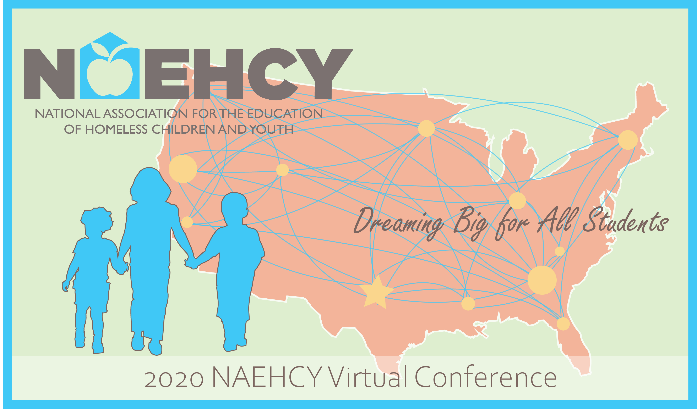 NAEHCY
NATIONAL ASSOCIATION FOR THE EDUCATION
OF HOMELESS CHILDREN AND YOUTH
Dreaming Big for All Students
2020 NAEHCY Virtual Conference